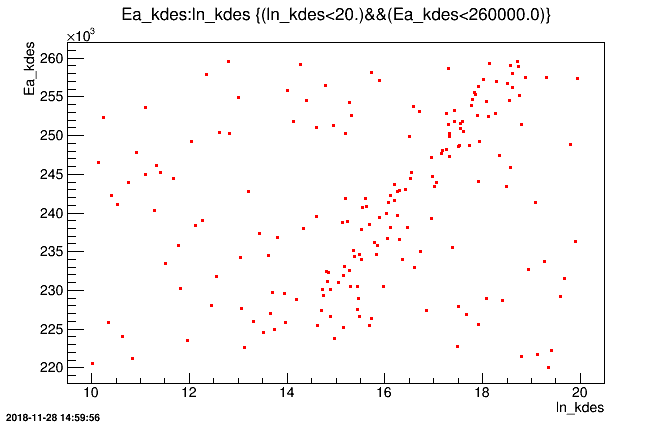 Ea_kdes:ln_kdes {(ln_kdes<20.)&&(Ea_kdes<260000.0)}
×10³
Ea_kdes
260
255
250
245
240
235
230
225
220
10 12 14 16 18 20
ln_kdes
2018-11-28 14:59:56